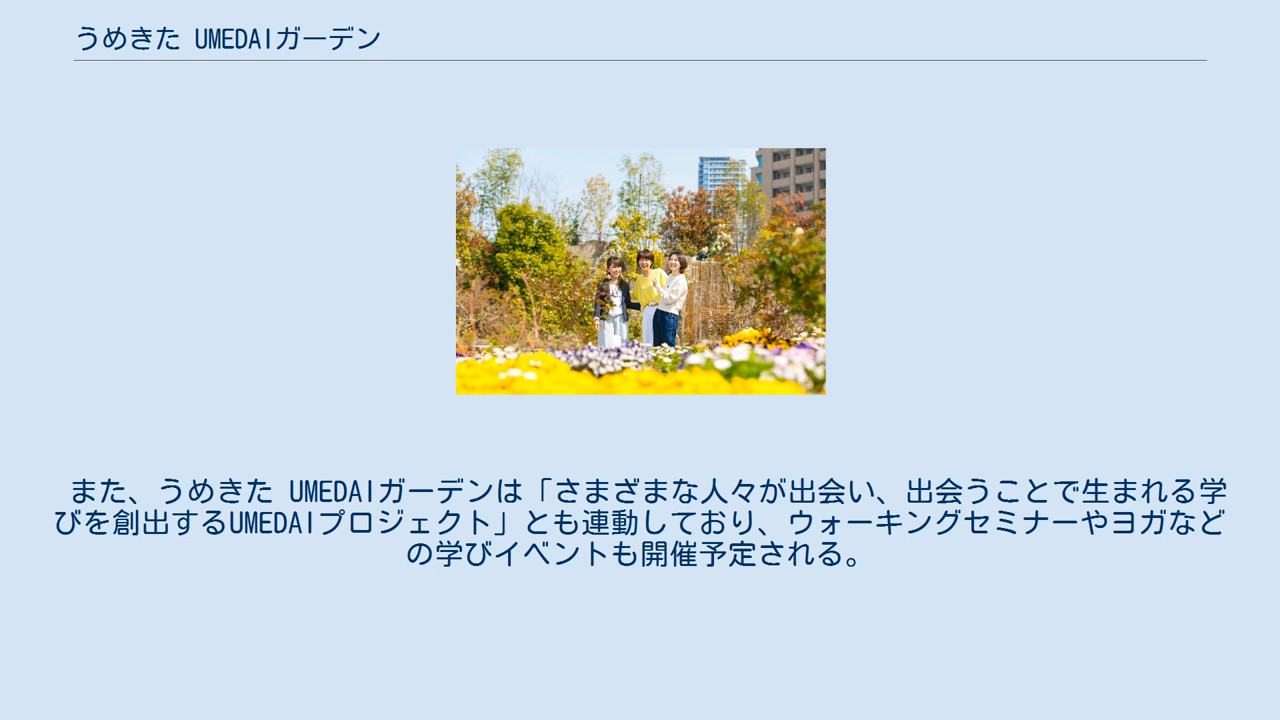 うめきた UMEDAIガーデン
また、うめきた UMEDAIガーデンは「さまざまな人々が出会い、出会うことで生まれる学
びを創出するUMEDAIプロジェクト」とも連動しており、ウォーキングセミナーやヨガなど
の学びイベントも開催予定される。